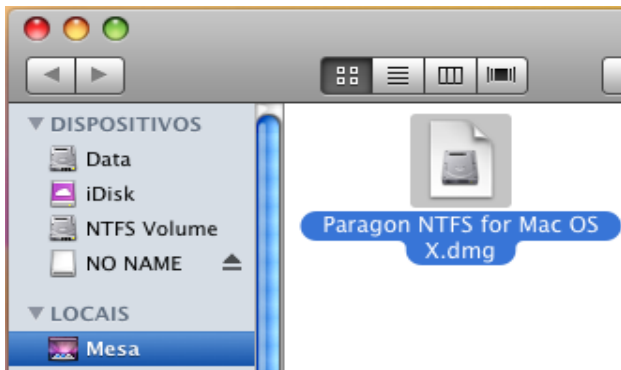 DISPOSITIVOS
Data
iDisk
NTFS Volume
NO NAME
LOCAIS
Mesa
Paragon NTFS for Mac OS
X.dmg